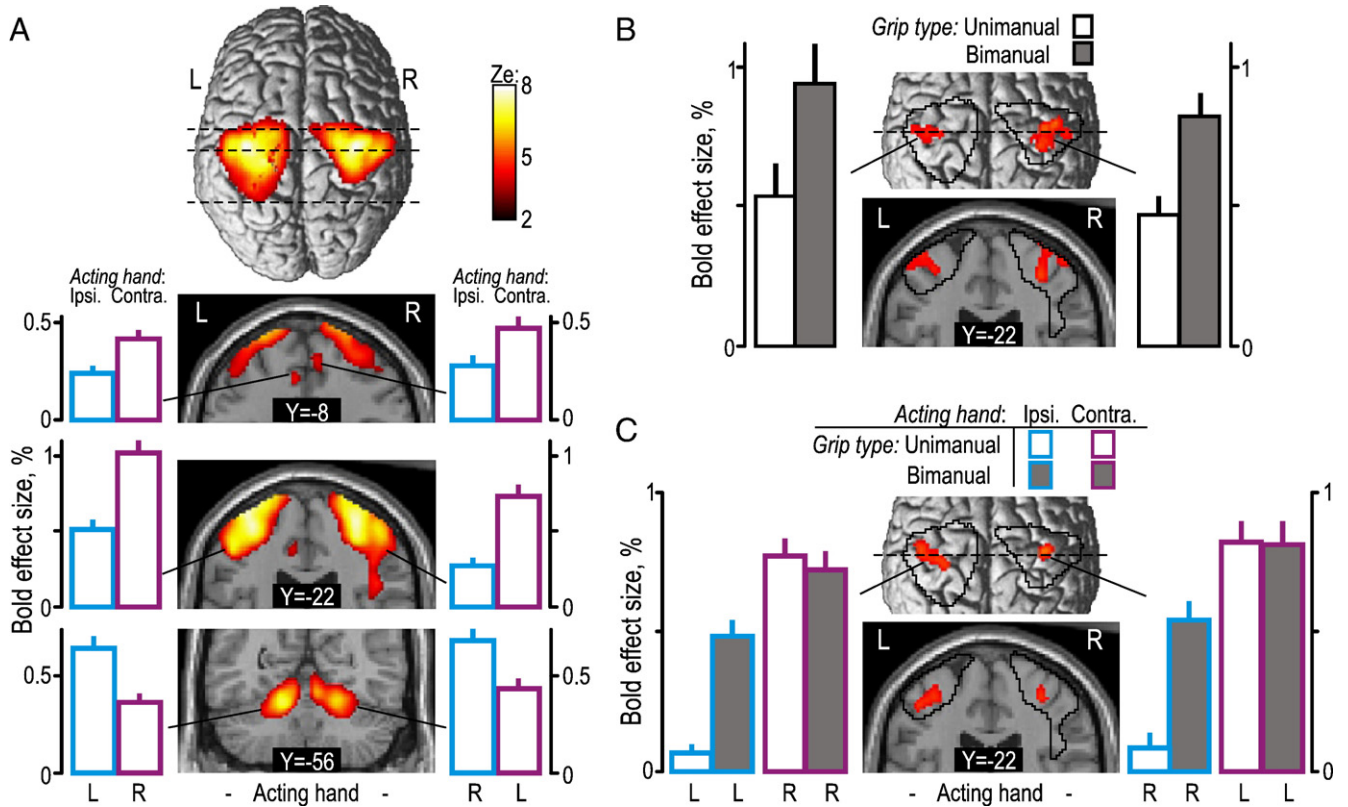 A
L
R
Ze:
8
5
2
Acting hand:
Ipsi. Contra.
Acting hand:
Ipsi. Contra.
0.5
0
L
R
Y=-8
0.5
0
Bold effect size, %
1
0
Y=-22
1
0
0.5
0
Y=-56
0.5
0
L R - Acting hand - R L
B
Grip type: Unimanual
Bimanual
Bold effect size, %
1
0
L R
Y=-22
1
0
C
Acting hand: Ipsi. Contra.
Grip type: Unimanual
Bimanual
Bold effect size, %
1
0
L R
Y=-22
1
0
L L R R - Acting hand - R R L L